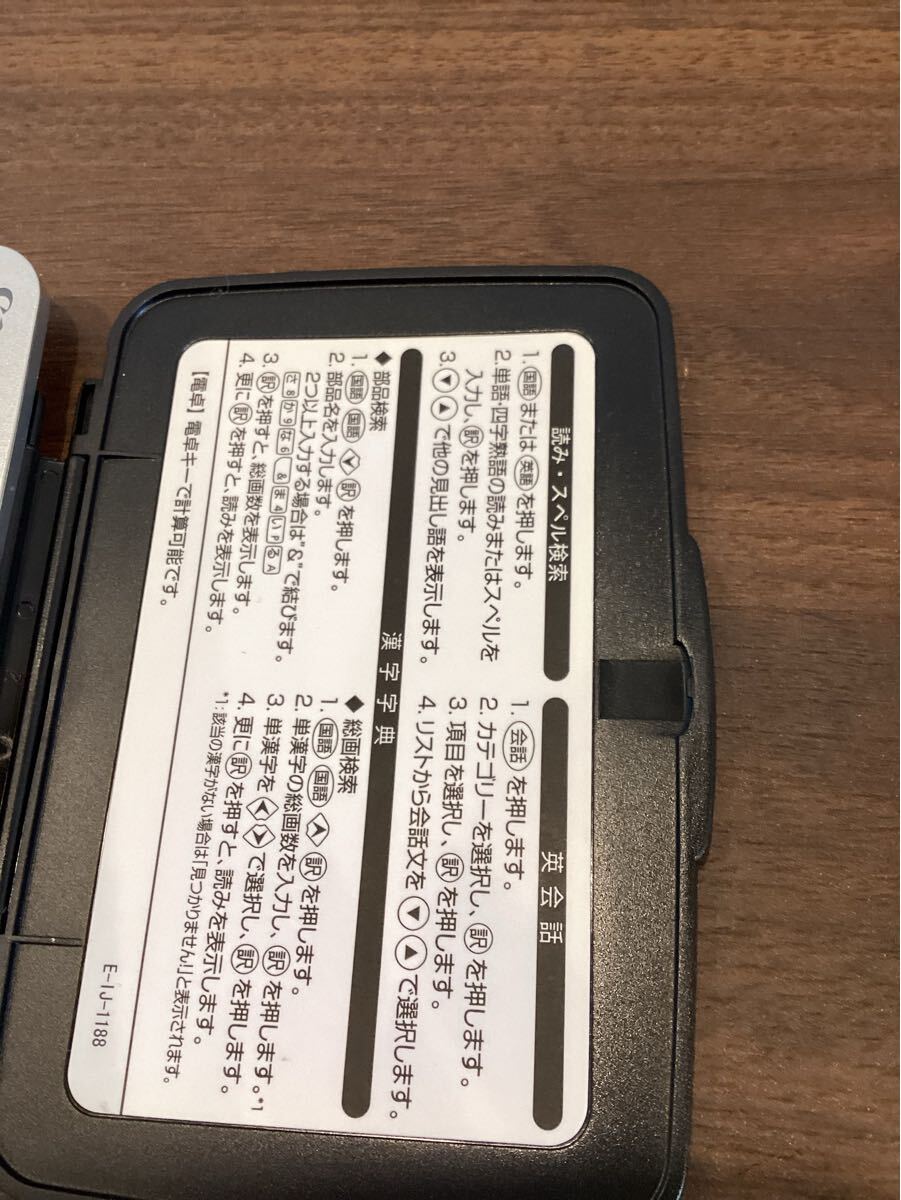 読み・スペル検索
1. 国語 または 英語 を押します。
2. 単語・四字熟語の読みまたはスペルを
入力し、訳 を押します。
3. ▼ ▲ で他の見出し語を表示します。
英会話
1. 会話 を押します。
2. カテゴリーを選択し、訳 を押します。
3. 項目を選択し、訳 を押します。
4. リストから会話文を ▼ ▲ で選択します。
漢字字典
◆ 部品検索
1. 国語 国語 ∨ 訳 を押します。
2. 部品名を入力します。
2つ以上入力する場合は"&"で結びます。
さ8 か9 な6 & ま4 いP るA
3. 訳 を押すと、総画数を表示します。
4. 更に 訳 を押すと、読みを表示します。
◆ 総画検索
1. 国語 国語 ∧ 訳 を押します。
2. 単漢字の総画数を入力し、訳 を押します。*1
3. 単漢字を < > で選択し、訳 を押します。
4. 更に 訳 を押すと、読みを表示します。
*1: 該当の漢字がない場合は「見つかりません!」と表示されます。
【電卓】電卓キーで計算可能です。
E-IJ-1188